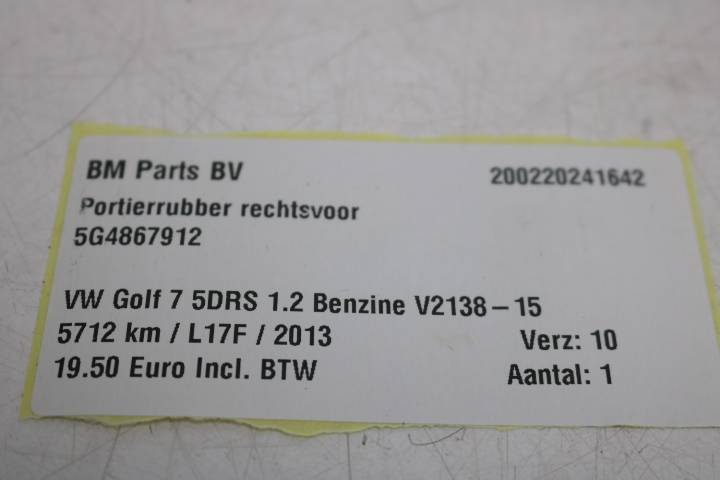 BM Parts BV 200220241642
Portierrubber rechtsvoor
5G4867912
VW Golf 7 5DRS 1.2 Benzine V2138-15
5712 km / L17F / 2013 Verz: 10
19.50 Euro Incl. BTW Aantal: 1